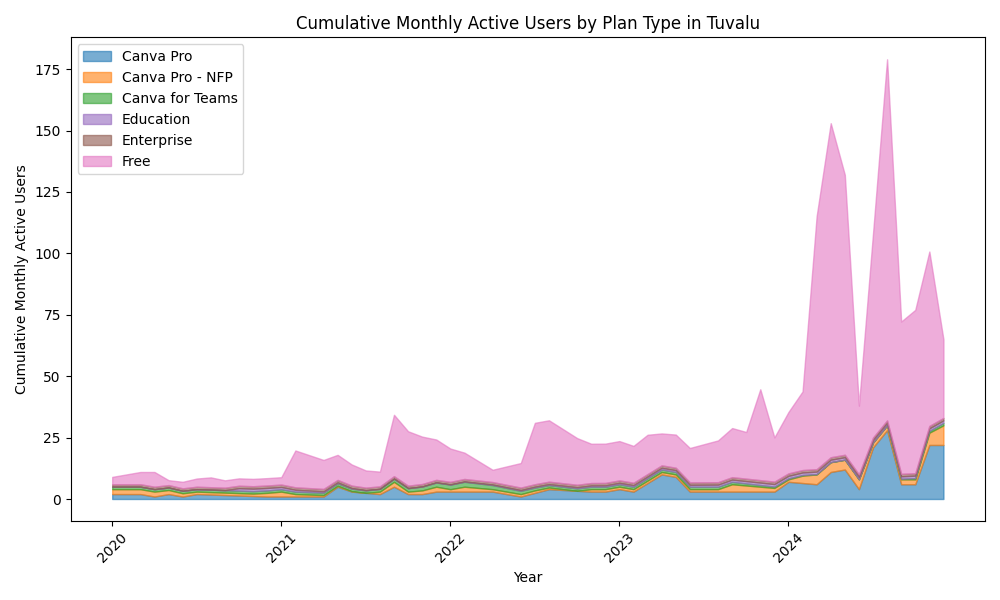 Cumulative Monthly Active Users by Plan Type in Tuvalu
Canva Pro
Canva Pro - NFP
Canva for Teams
Education
Enterprise
Free
Cumulative Monthly Active Users
175
150
125
100
75
50
25
0
2020
2021
2022
2023
2024
Year